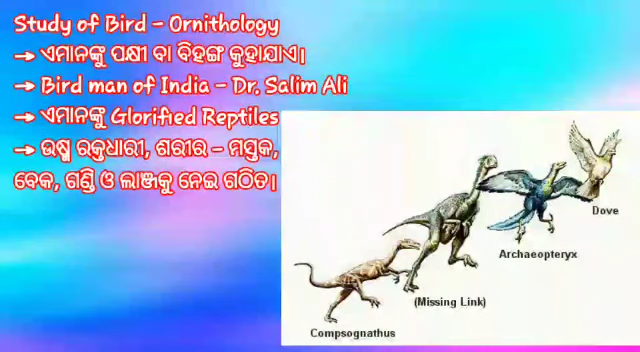 Study of Bird - Ornithology
→ ଏମାନଙ୍କୁ ପକ୍ଷୀ ବା ବିହଙ୍ଗ କୁହାଯାଏ।
→ Bird man of India - Dr. Salim Ali
→ ଏମାନଙ୍କୁ Glorified Reptiles
→ ଉଷ୍ମ ରକ୍ତଧାରୀ, ଶରୀର - ମସ୍ତକ,
ବେକ, ଗଣ୍ଡି ଓ ଲାଞ୍ଜକୁ ନେଇ ଗଠିତ।
Dove
Archaeopteryx
(Missing Link)
Compsognathus